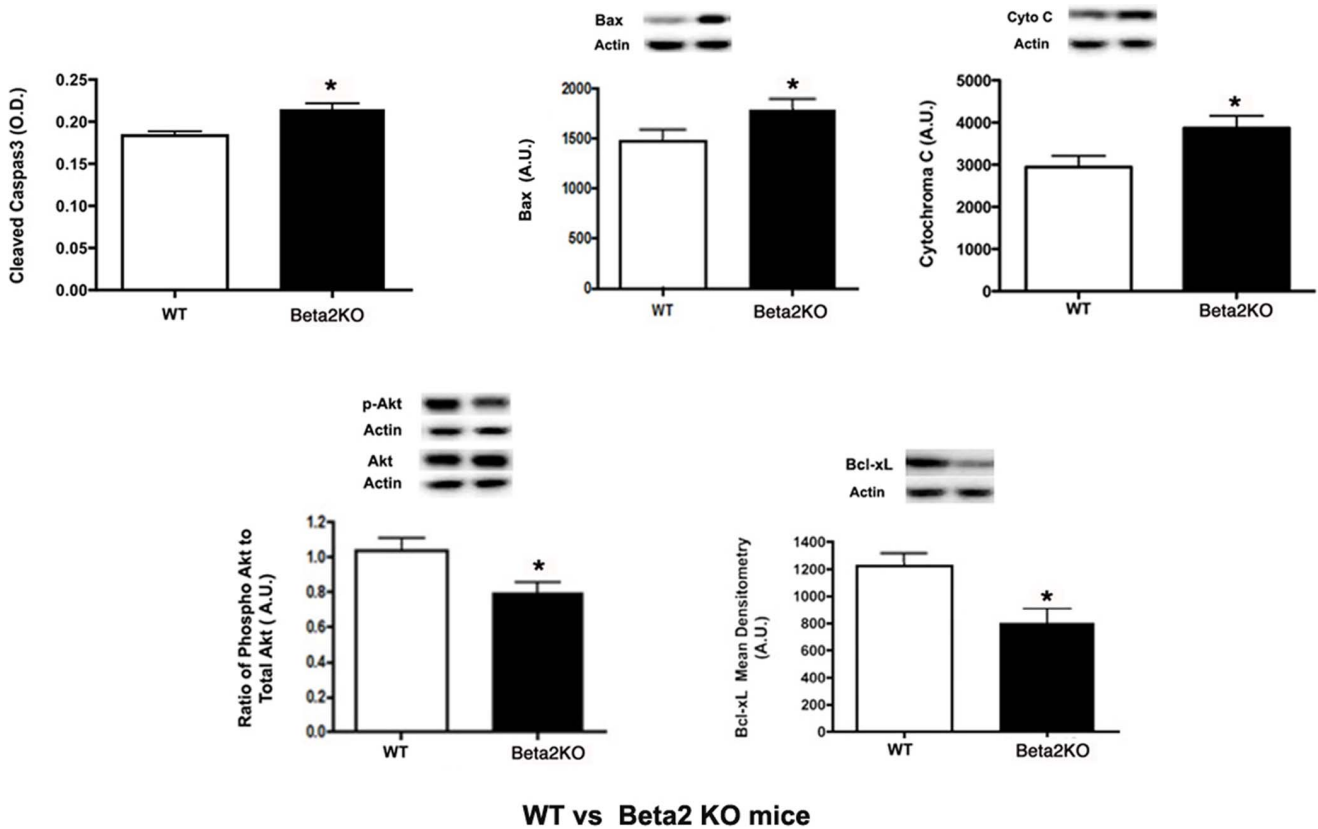 Bax
Actin
Cyto C
Actin
Cleaved Caspas3 (O.D.)
0.25
0.20
0.15
0.10
0.05
0.00
*
WT
Beta2KO
Bax (A.U.)
2000
1500
1000
500
0
*
WT
Beta2KO
Cytochroma C (A.U.)
5000
4000
3000
2000
1000
0
*
WT
Beta2KO
p-Akt
Actin
Akt
Actin
Ratio of Phospho Akt to
Total Akt ( A.U.)
1.2
1.0
0.8
0.6
0.4
0.2
0.0
*
WT
Beta2KO
Bcl-xL
Actin
Bcl-xL Mean Densitometry
(A.U.)
1400
1200
1000
800
600
400
200
0
*
WT
Beta2KO
WT vs Beta2 KO mice